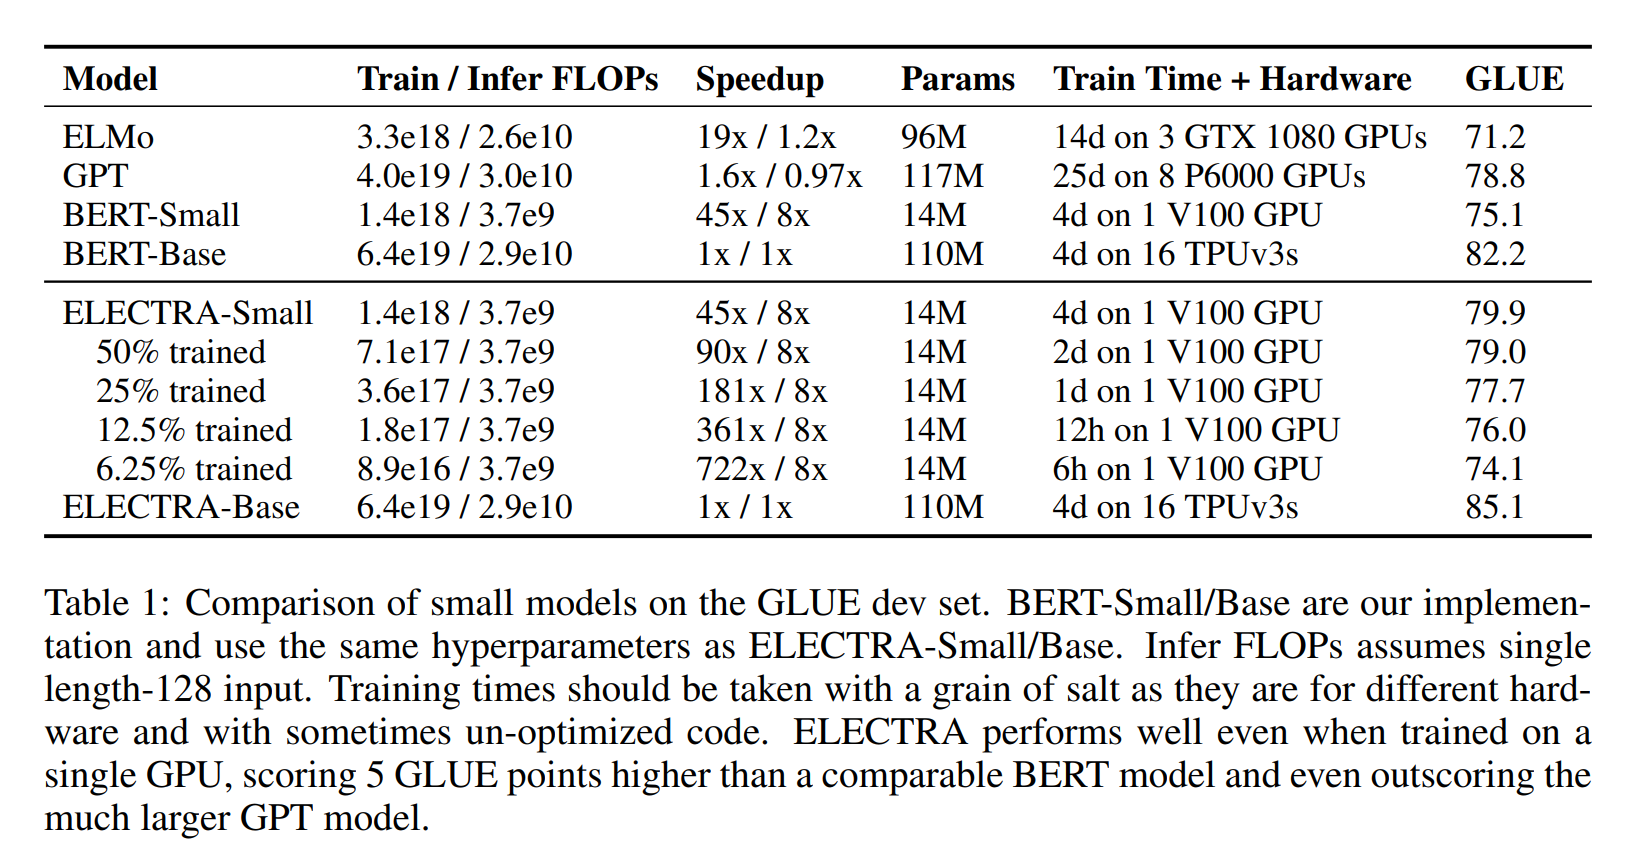 Model Train / Infer FLOPs Speedup Params Train Time + Hardware GLUE
ELMo 3.3e18 / 2.6e10 19x / 1.2x 96M 14d on 3 GTX 1080 GPUs 71.2
GPT 4.0e19 / 3.0e10 1.6x / 0.97x 117M 25d on 8 P6000 GPUs 78.8
BERT-Small 1.4e18 / 3.7e9 45x / 8x 14M 4d on 1 V100 GPU 75.1
BERT-Base 6.4e19 / 2.9e10 1x / 1x 110M 4d on 16 TPUv3s 82.2
ELECTRA-Small 1.4e18 / 3.7e9 45x / 8x 14M 4d on 1 V100 GPU 79.9
50% trained 7.1e17 / 3.7e9 90x / 8x 14M 2d on 1 V100 GPU 79.0
25% trained 3.6e17 / 3.7e9 181x / 8x 14M 1d on 1 V100 GPU 77.7
12.5% trained 1.8e17 / 3.7e9 361x / 8x 14M 12h on 1 V100 GPU 76.0
6.25% trained 8.9e16 / 3.7e9 722x / 8x 14M 6h on 1 V100 GPU 74.1
ELECTRA-Base 6.4e19 / 2.9e10 1x / 1x 110M 4d on 16 TPUv3s 85.1
Table 1: Comparison of small models on the GLUE dev set. BERT-Small/Base are our implemen-
tation and use the same hyperparameters as ELECTRA-Small/Base. Infer FLOPs assumes single
length-128 input. Training times should be taken with a grain of salt as they are for different hard-
ware and with sometimes un-optimized code. ELECTRA performs well even when trained on a
single GPU, scoring 5 GLUE points higher than a comparable BERT model and even outscoring the
much larger GPT model.